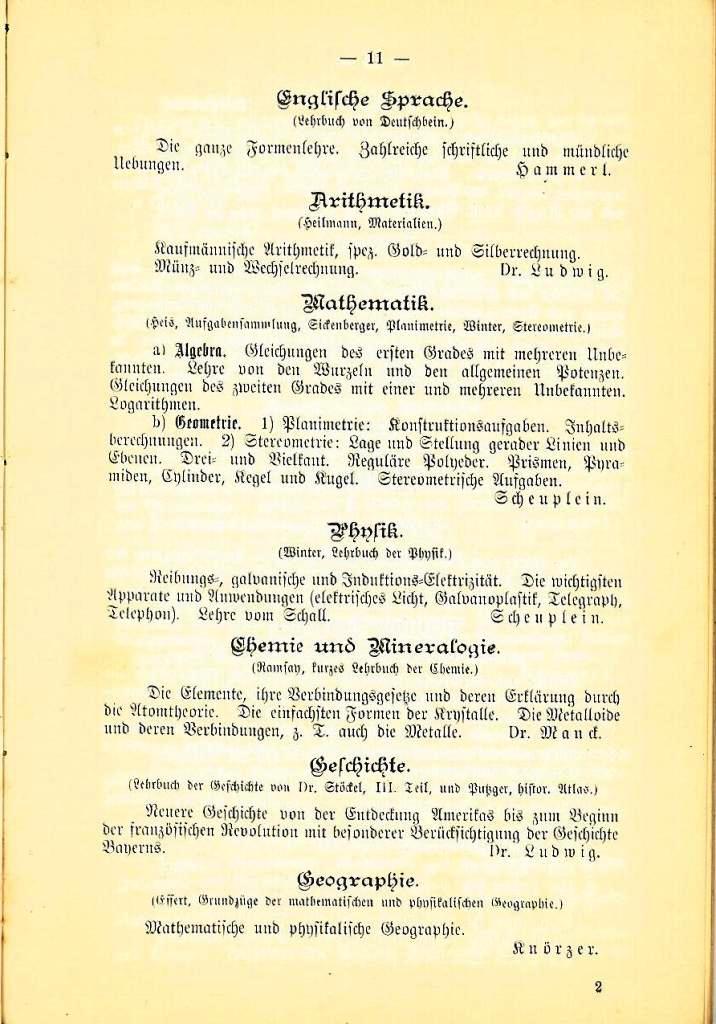 — 11 —
Englische Sprache.
(Lehrbuch von Deutschbein.)
Die ganze Formenlehre. Zahlreiche schriftliche und mündliche
Uebungen. Hammerl.
Arithmetik.
(Heilmann, Materialien.)
Kaufmännische Arithmetik, spez. Gold- und Silberrechnung.
Münz- und Wechselrechnung. Dr. Ludwig.
Mathematik.
(Heis, Aufgabensammlung, Sickenberger, Planimetrie, Winter, Stereometrie.)
a) Algebra. Gleichungen des ersten Grades mit mehreren Unbe-
kannten. Lehre von den Wurzeln und den allgemeinen Potenzen.
Gleichungen des zweiten Grades mit einer und mehreren Unbekannten.
Logarithmen.
b) Geometrie. 1) Planimetrie: Konstruktionsaufgaben. Inhalts-
berechnungen. 2) Stereometrie: Lage und Stellung gerader Linien und
Ebenen. Drei- und Vielkant. Reguläre Polyeder. Prismen, Pyra-
miden, Cylinder, Kegel und Kugel. Stereometrische Aufgaben.
Scheuplein.
Physik.
(Winter, Lehrbuch der Physik.)
Reibungs-, galvanische und Induktions-Elektrizität. Die wichtigsten
Apparate und Anwendungen (elektrisches Licht, Galvanoplastik, Telegraph,
Telephon). Lehre vom Schall. Scheuplein.
Chemie und Mineralogie.
(Ramsay, kurzes Lehrbuch der Chemie.)
Die Elemente, ihre Verbindungsgesetze und deren Erklärung durch
die Atomtheorie. Die einfachsten Formen der Krystalle. Die Metalloide
und deren Verbindungen, z. T. auch die Metalle. Dr. Manck.
Geschichte.
(Lehrbuch der Geschichte von Dr. Stöckel, III. Teil, und Putzger, histor. Atlas.)
Neuere Geschichte von der Entdeckung Amerikas bis zum Beginn
der französischen Revolution mit besonderer Berücksichtigung der Geschichte
Bayerns. Dr. Ludwig.
Geographie.
(Essert, Grundzüge der mathematischen und physikalischen Geographie.)
Mathematische und physikalische Geographie.
Knörzer.
2